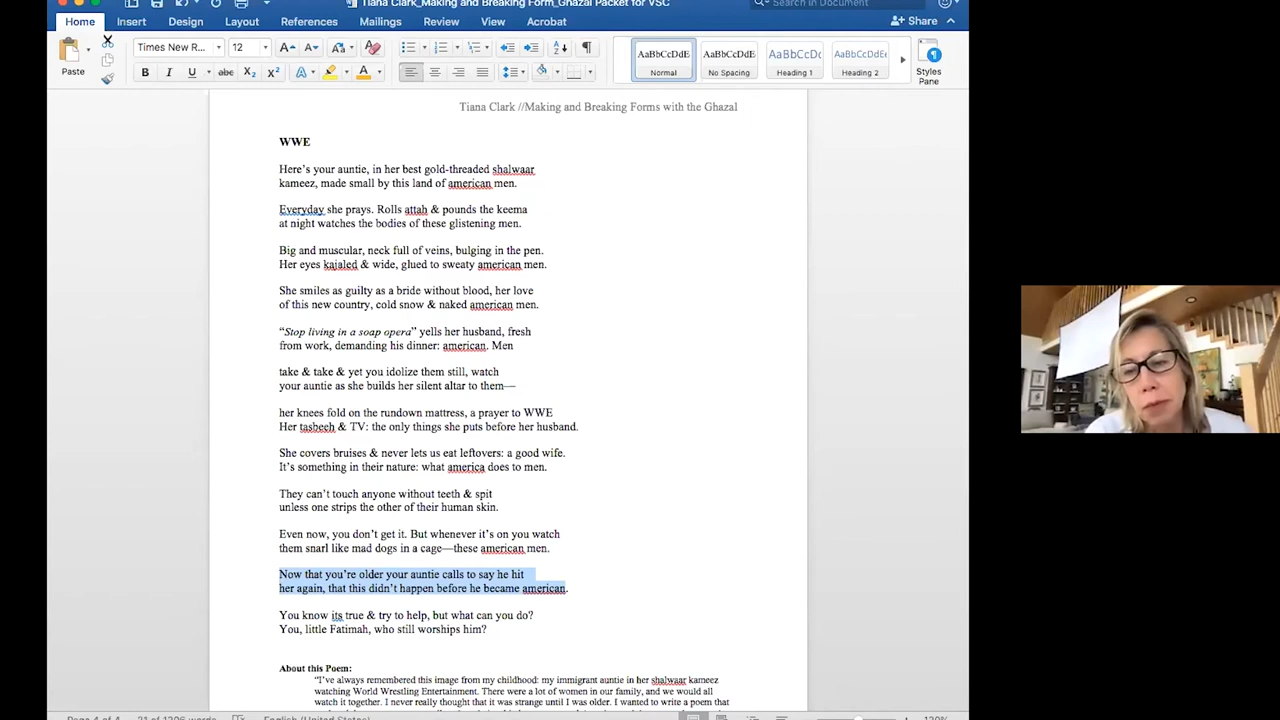 Tiana Clark_Making and Breaking Form_Ghazal Packet for VSC
Search in Document
Home Insert Design Layout References Mailings Review View Acrobat
Share
Paste
Times New R... 12
AaBbCcDdE AaBbCcDdE AaBbCcDc AaBbCcDdE
Normal No Spacing Heading 1 Heading 2
Styles
Pane
Tiana Clark //Making and Breaking Forms with the Ghazal
WWE
Here’s your auntie, in her best gold-threaded shalwaar
kameez, made small by this land of american men.
Everyday she prays. Rolls attah & pounds the keema
at night watches the bodies of these glistening men.
Big and muscular, neck full of veins, bulging in the pen.
Her eyes kajaled & wide, glued to sweaty american men.
She smiles as guilty as a bride without blood, her love
of this new country, cold snow & naked american men.
“Stop living in a soap opera” yells her husband, fresh
from work, demanding his dinner: american. Men
take & take & yet you idolize them still, watch
your auntie as she builds her silent altar to them—
her knees fold on the rundown mattress, a prayer to WWE
Her tasbeeh & TV: the only things she puts before her husband.
She covers bruises & never lets us eat leftovers: a good wife.
It’s something in their nature: what america does to men.
They can’t touch anyone without teeth & spit
unless one strips the other of their human skin.
Even now, you don’t get it. But whenever it’s on you watch
them snarl like mad dogs in a cage—these american men.
Now that you’re older your auntie calls to say he hit
her again, that this didn’t happen before he became american.
You know its true & try to help, but what can you do?
You, little Fatimah, who still worships him?
About this Poem:
“I’ve always remembered this image from my childhood: my immigrant auntie in her shalwaar kameez
watching World Wrestling Entertainment. There were a lot of women in our family, and we would all
watch it together. I never really thought that it was strange until I was older. I wanted to write a poem that
English (United States)